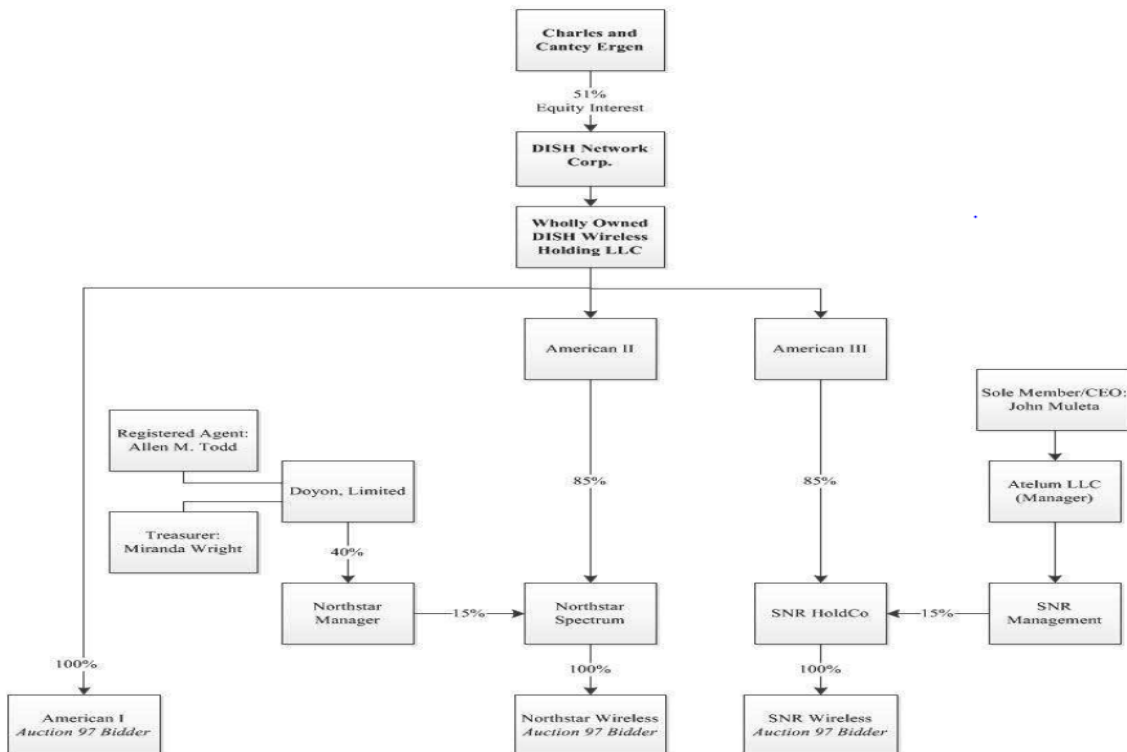 Charles and
Cantey Ergen
51%
Equity Interest
DISH Network
Corp.
Wholly Owned
DISH Wireless
Holding LLC
American II
American III
Sole Member/CEO:
John Muleta
Registered Agent:
Allen M. Todd
Doyon, Limited
85%
85%
Atelum LLC
(Manager)
Treasurer:
Miranda Wright
40%
Northstar
Manager
15%
Northstar
Spectrum
SNR HoldCo
15%
SNR
Management
100%
100%
100%
American I
Auction 97 Bidder
Northstar Wireless
Auction 97 Bidder
SNR Wireless
Auction 97 Bidder